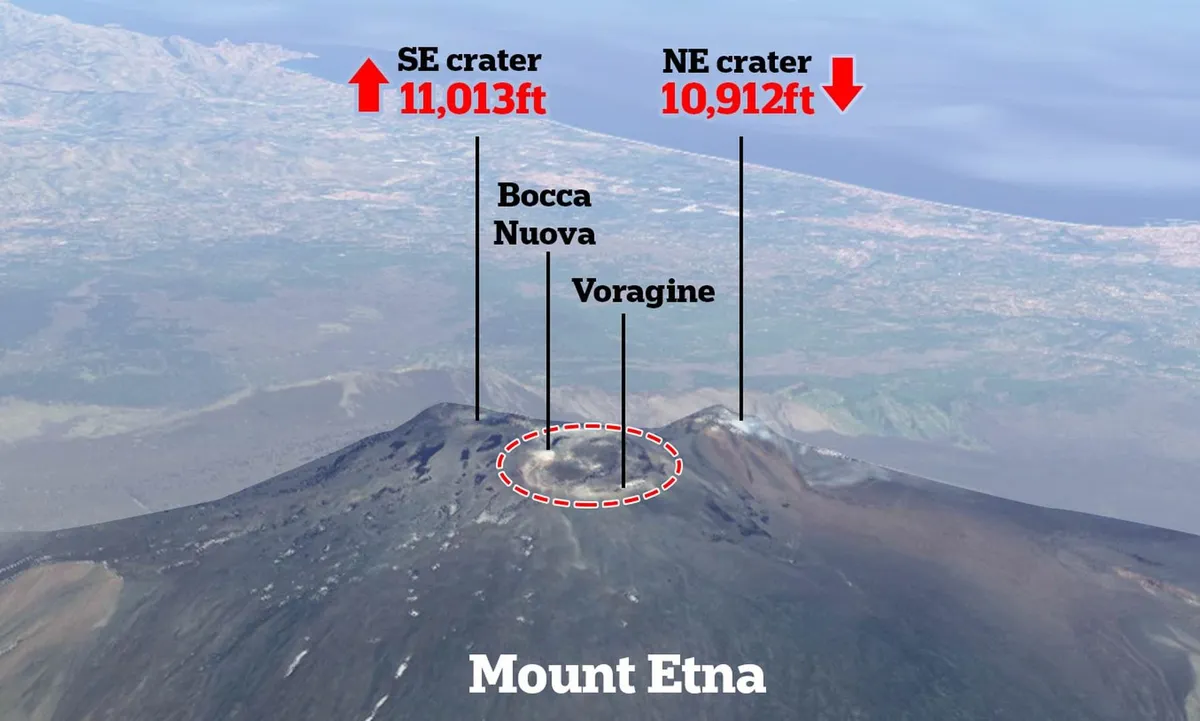 SE crater
11,013ft
NE crater
10,912ft
Bocca
Nuova
Voragine
Mount Etna